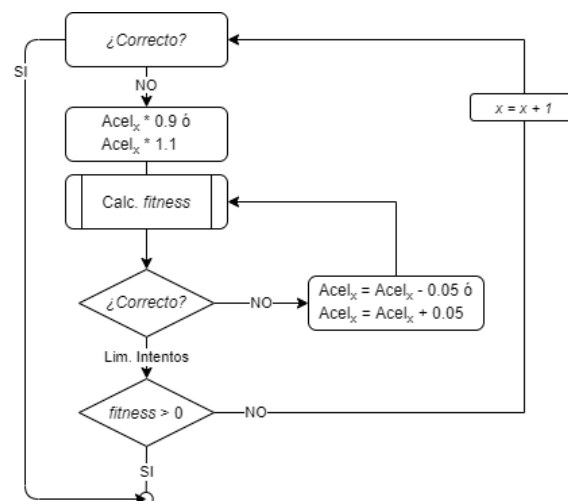 ¿Correcto?
SI
NO
x = x + 1
Acelx * 0.9 ó
Acelx * 1.1
Calc. fitness
¿Correcto?
NO
Acelx = Acelx - 0.05 ó
Acelx = Acelx + 0.05
Lim. Intentos
fitness > 0
NO
SI